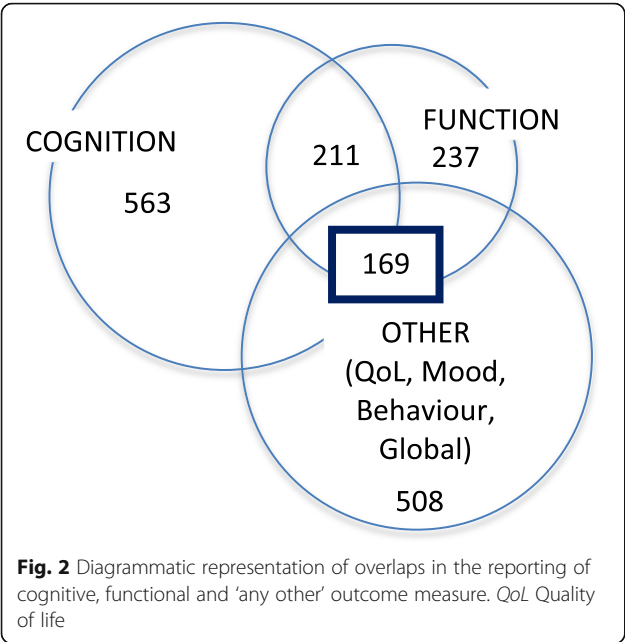 COGNITION
563
211
FUNCTION
237
169
OTHER
(QoL, Mood,
Behaviour,
Global)
508
Fig. 2 Diagrammatic representation of overlaps in the reporting of
cognitive, functional and ‘any other’ outcome measure. QoL Quality
of life